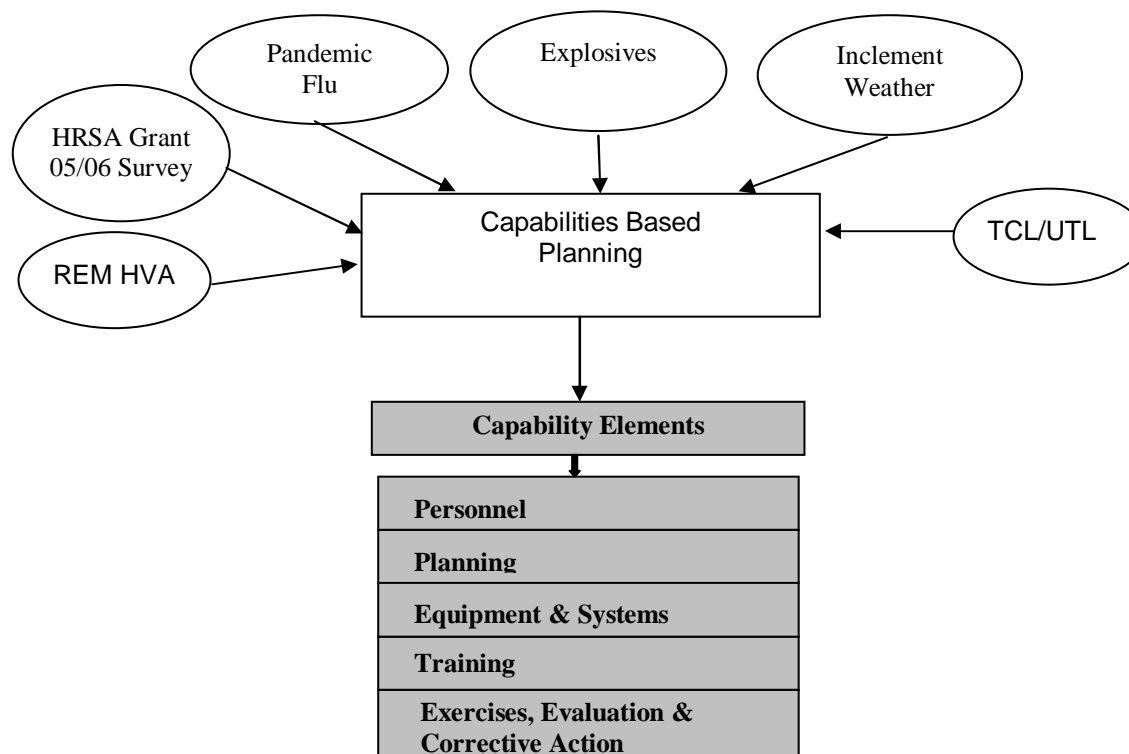 Pandemic
Flu
Explosives
Inclement
Weather
HRSA Grant
05/06 Survey
REM HVA
Capabilities Based
Planning
TCL/UTL
Capability Elements
Personnel
Planning
Equipment & Systems
Training
Exercises, Evaluation &
Corrective Action